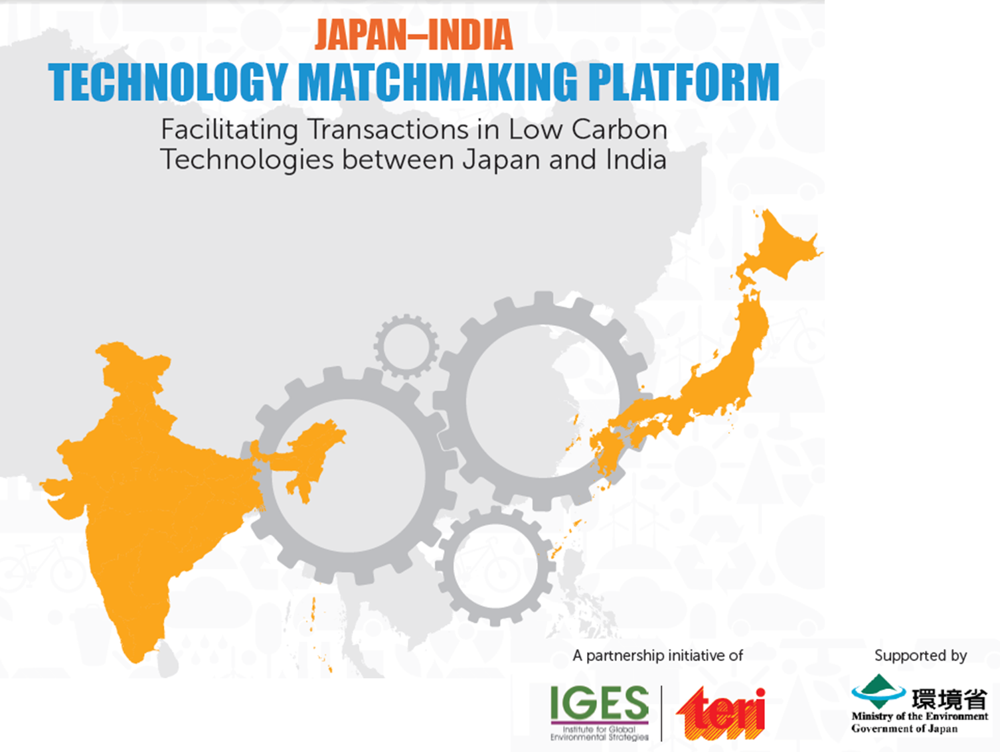 JAPAN–INDIA
TECHNOLOGY MATCHMAKING PLATFORM
Facilitating Transactions in Low Carbon
Technologies between Japan and India
A partnership initiative of
Supported by
IGES
Institute for Global
Environmental Strategies
teri
環境省
Ministry of the Environment
Government of Japan